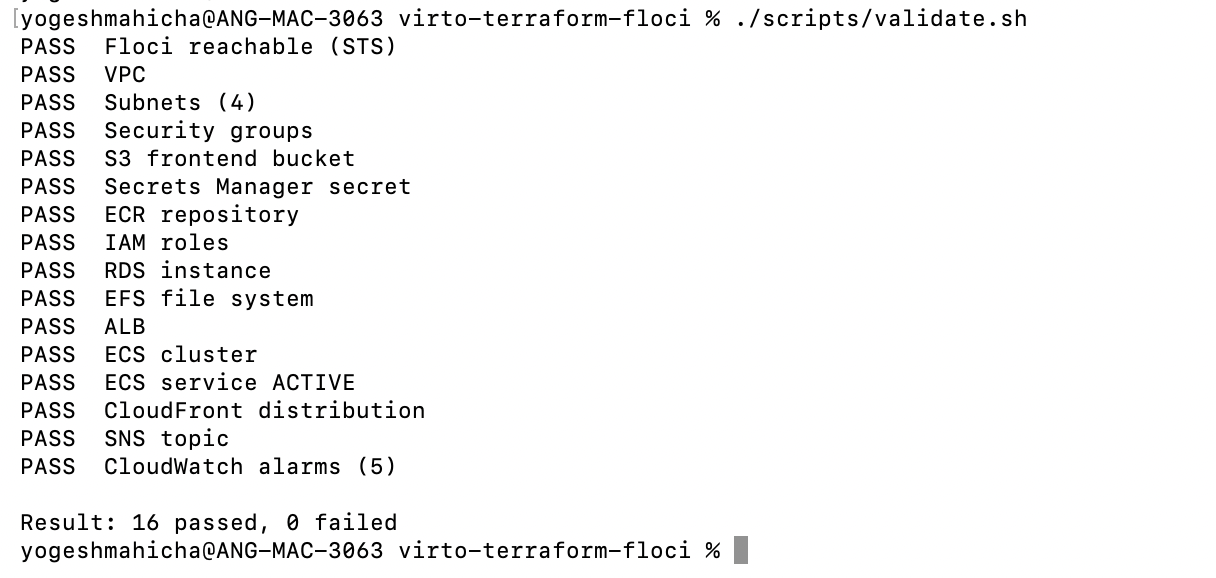 [yogeshmahicha@ANG-MAC-3063 virto-terraform-floci % ./scripts/validate.sh
PASS  Floci reachable (STS)
PASS  VPC
PASS  Subnets (4)
PASS  Security groups
PASS  S3 frontend bucket
PASS  Secrets Manager secret
PASS  ECR repository
PASS  IAM roles
PASS  RDS instance
PASS  EFS file system
PASS  ALB
PASS  ECS cluster
PASS  ECS service ACTIVE
PASS  CloudFront distribution
PASS  SNS topic
PASS  CloudWatch alarms (5)
Result: 16 passed, 0 failed
yogeshmahicha@ANG-MAC-3063 virto-terraform-floci %